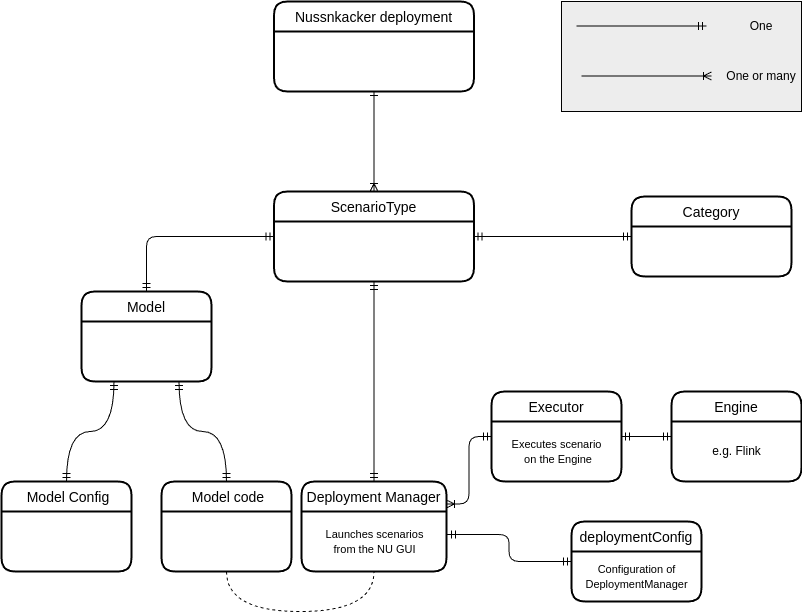 Nussnkacker deployment
One
One or many
ScenarioType
Category
Model
Executor
Executes scenario
on the Engine
Engine
e.g. Flink
Model Config
Model code
Deployment Manager
Launches scenarios
from the NU GUI
deploymentConfig
Configuration of
DeploymentManager